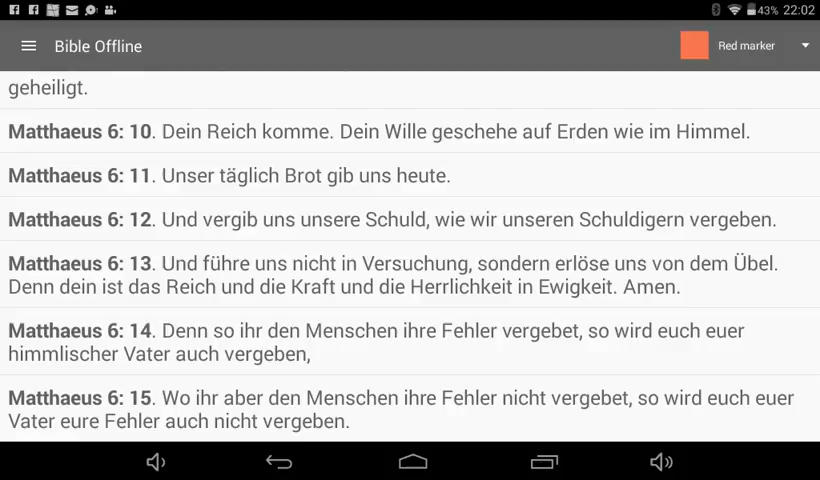 43% 22:02
Bible Offline
Red marker
geheiligt.
Matthaeus 6: 10. Dein Reich komme. Dein Wille geschehe auf Erden wie im Himmel.
Matthaeus 6: 11. Unser täglich Brot gib uns heute.
Matthaeus 6: 12. Und vergib uns unsere Schuld, wie wir unseren Schuldigern vergeben.
Matthaeus 6: 13. Und führe uns nicht in Versuchung, sondern erlöse uns von dem Übel.
Denn dein ist das Reich und die Kraft und die Herrlichkeit in Ewigkeit. Amen.
Matthaeus 6: 14. Denn so ihr den Menschen ihre Fehler vergebet, so wird euch euer
himmlischer Vater auch vergeben,
Matthaeus 6: 15. Wo ihr aber den Menschen ihre Fehler nicht vergebet, so wird euch euer
Vater eure Fehler auch nicht vergeben.